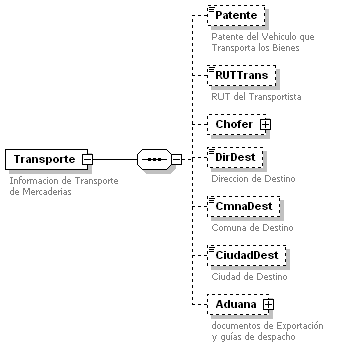 Patente
Patente del Vehiculo que
Transporta los Bienes
RUTTrans
RUT del Transportista
Chofer
Transporte
Informacion de Transporte
de Mercaderias
DirDest
Direccion de Destino
CmnaDest
Comuna de Destino
CiudadDest
Ciudad de Destino
Aduana
documentos de Exportación
y guías de despacho